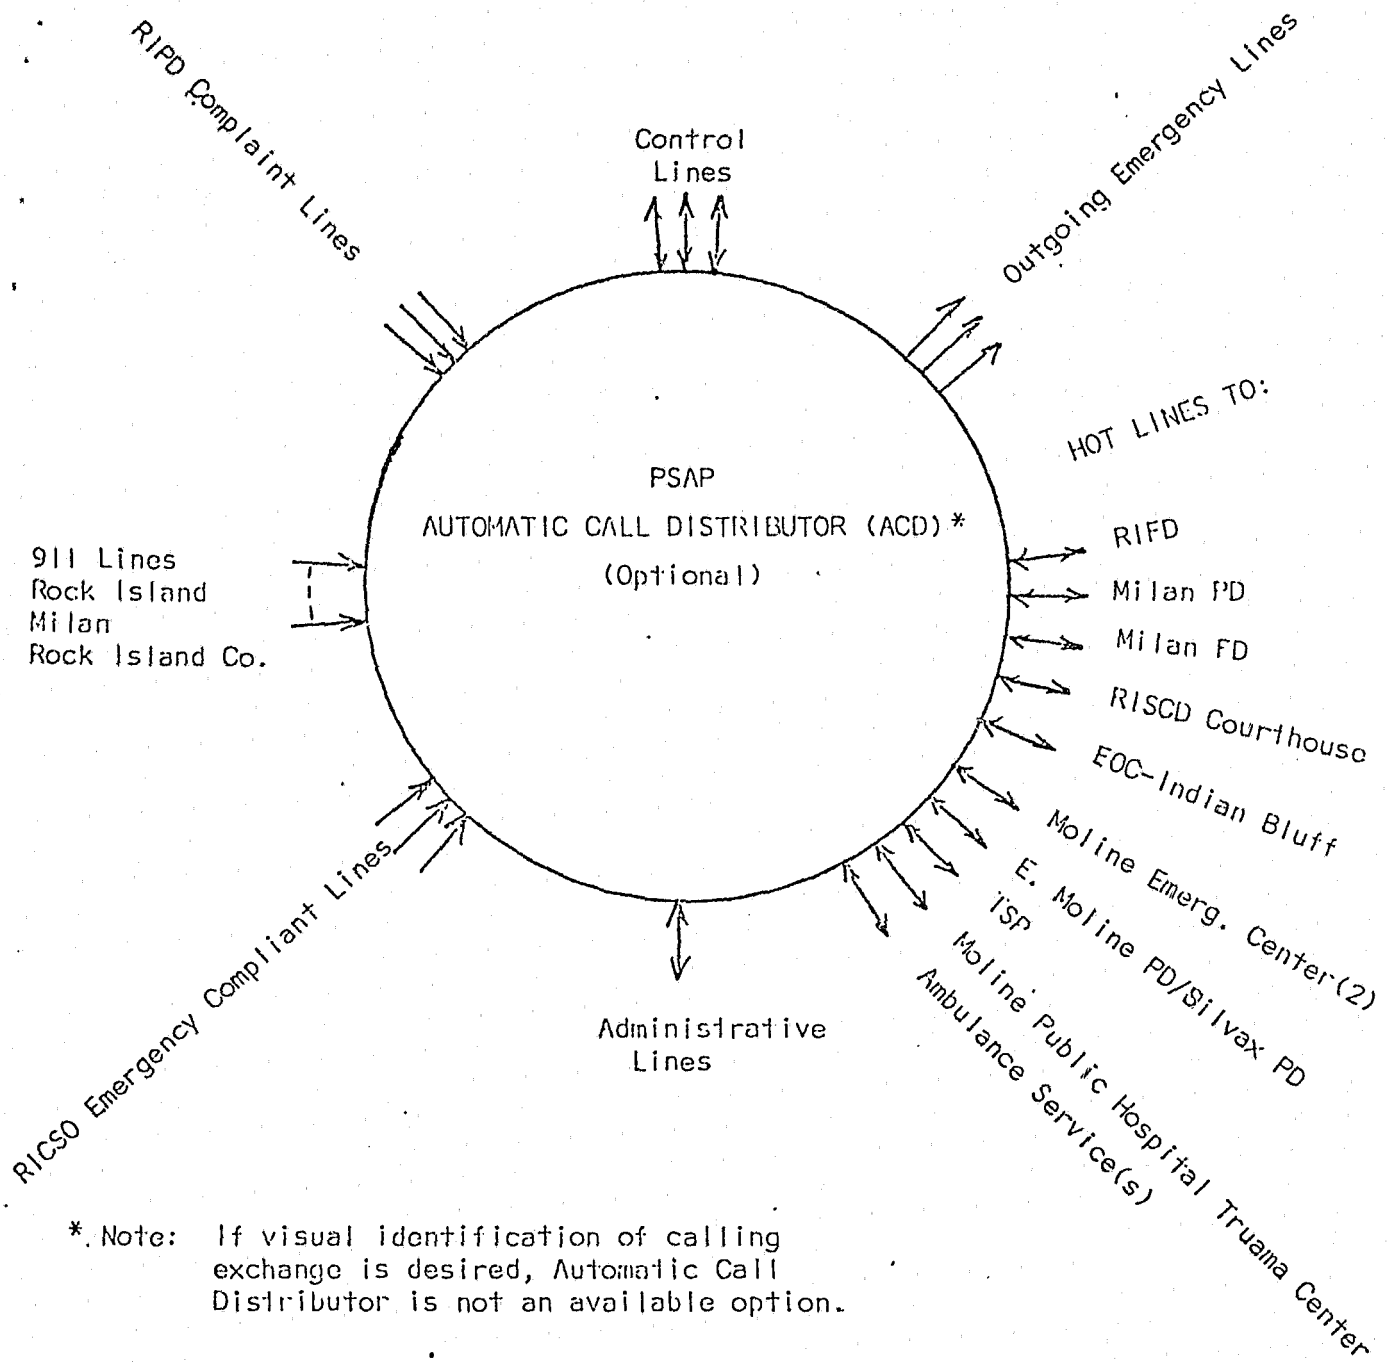 RIPD Complaint Lines
Control
Lines
Outgoing Emergency Lines
HOT LINES TO:
PSAP
AUTOMATIC CALL DISTRIBUTOR (ACD)*
(Optional)
911 Lines
Rock Island
Milan
Rock Island Co.
RIFD
Milan PD
Milan FD
RISCD Courthouse
EOC-Indian Bluff
Moline Emerg. Center(2)
E. Moline PD/Silvax PD
ISP
Moline Public Hospital Truama Center
Ambulance Service(s)
RICSO Emergency Compliant Lines
Administrative
Lines
*. Note: If visual identification of calling
exchange is desired, Automatic Call
Distributor is not an available option.